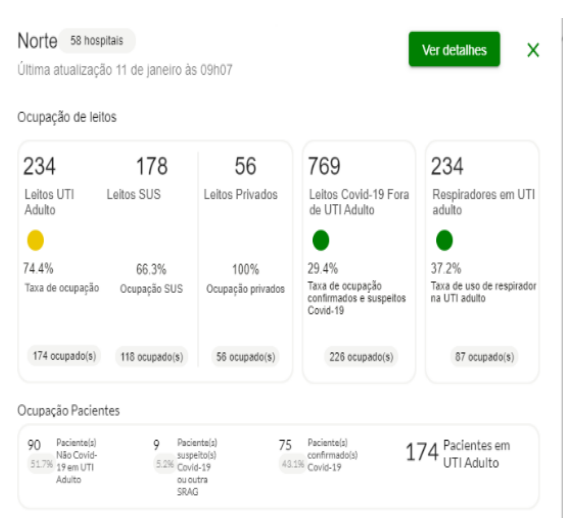 Norte 58 hospitais
Ver detalhes X
Última atualização 11 de janeiro às 09h07
Ocupação de leitos
234
Leitos UTI
Adulto
74.4%
Taxa de ocupação
174 ocupado(s)
178
Leitos SUS
66.3%
Ocupação SUS
118 ocupado(s)
56
Leitos Privados
100%
Ocupação privados
56 ocupado(s)
769
Leitos Covid-19 Fora
de UTI Adulto
29.4%
Taxa de ocupação
confirmados e suspeitos
Covid-19
226 ocupado(s)
234
Respiradores em UTI
adulto
37.2%
Taxa de uso de respirador
na UTI adulto
87 ocupado(s)
Ocupação Pacientes
90
51.7%
Paciente(s)
Não Covid-
19 em UTI
Adulto
9
5.2%
Paciente(s)
suspeito(s)
Covid-19
ou outra
SRAG
75
43.1%
Paciente(s)
confirmado(s)
Covid-19
174
Pacientes em
UTI Adulto